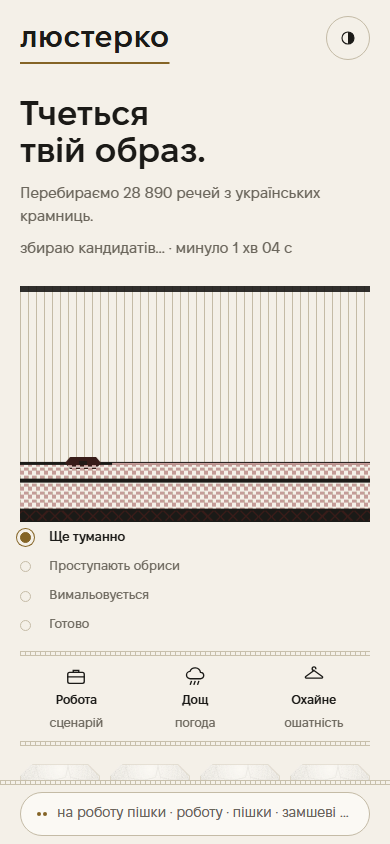 люстерко
Тчеться
твій образ.
Перебираємо 28 890 речей з українських
крамниць.
збираю кандидатів… · минуло 1 хв 04 с
Ще туманно
Проступають обриси
Вимальовується
Готово
Робота
сценарій
Дощ
погода
Охайне
ошатність
на роботу пішки · роботу · пішки · замшеві ...